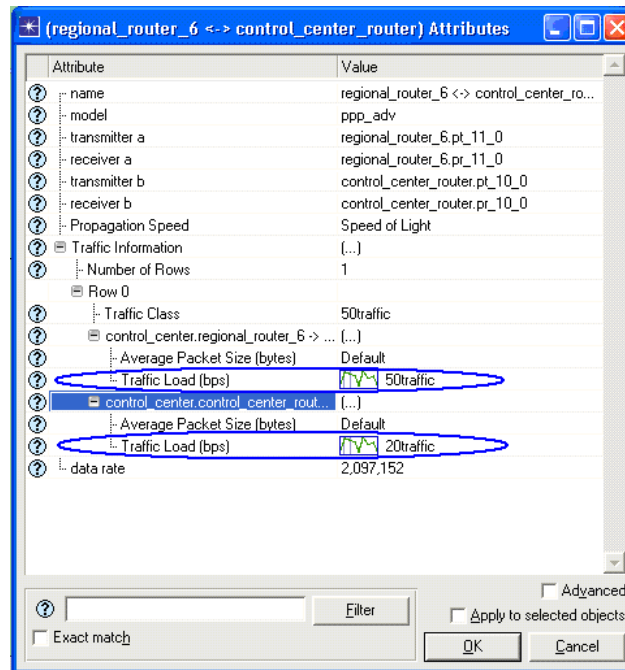 (regional_router_6 <-> control_center_router) Attributes
Attribute Value
name regional_router_6 <-> control_center_ro...
model ppp_adv
transmitter a regional_router_6.pt_11_0
receiver a regional_router_6.pr_11_0
transmitter b control_center_router.pt_10_0
receiver b control_center_router.pr_10_0
Propagation Speed Speed of Light
Traffic Information (...)
Number of Rows 1
Row 0
Traffic Class 50traffic
control_center.regional_router_6 -> ... (...)
Average Packet Size (bytes) Default
Traffic Load (bps) 50traffic
control_center.control_center_rout... (...)
Average Packet Size (bytes) Default
Traffic Load (bps) 20traffic
data rate 2,097,152
Advanced
Filter
Apply to selected objects
Exact match
OK Cancel